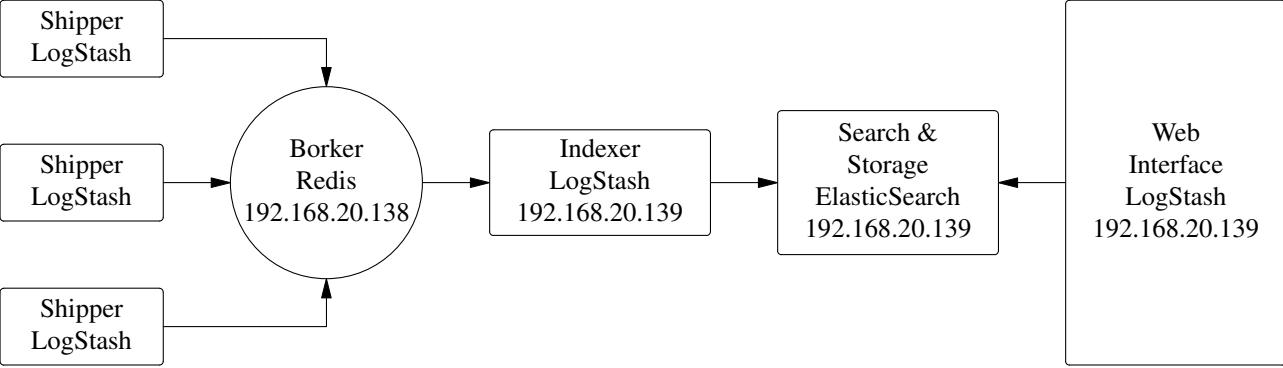 Shipper
LogStash
Shipper
LogStash
Shipper
LogStash
Borker
Redis
192.168.20.138
Indexer
LogStash
192.168.20.139
Search &
Storage
ElasticSearch
192.168.20.139
Web
Interface
LogStash
192.168.20.139